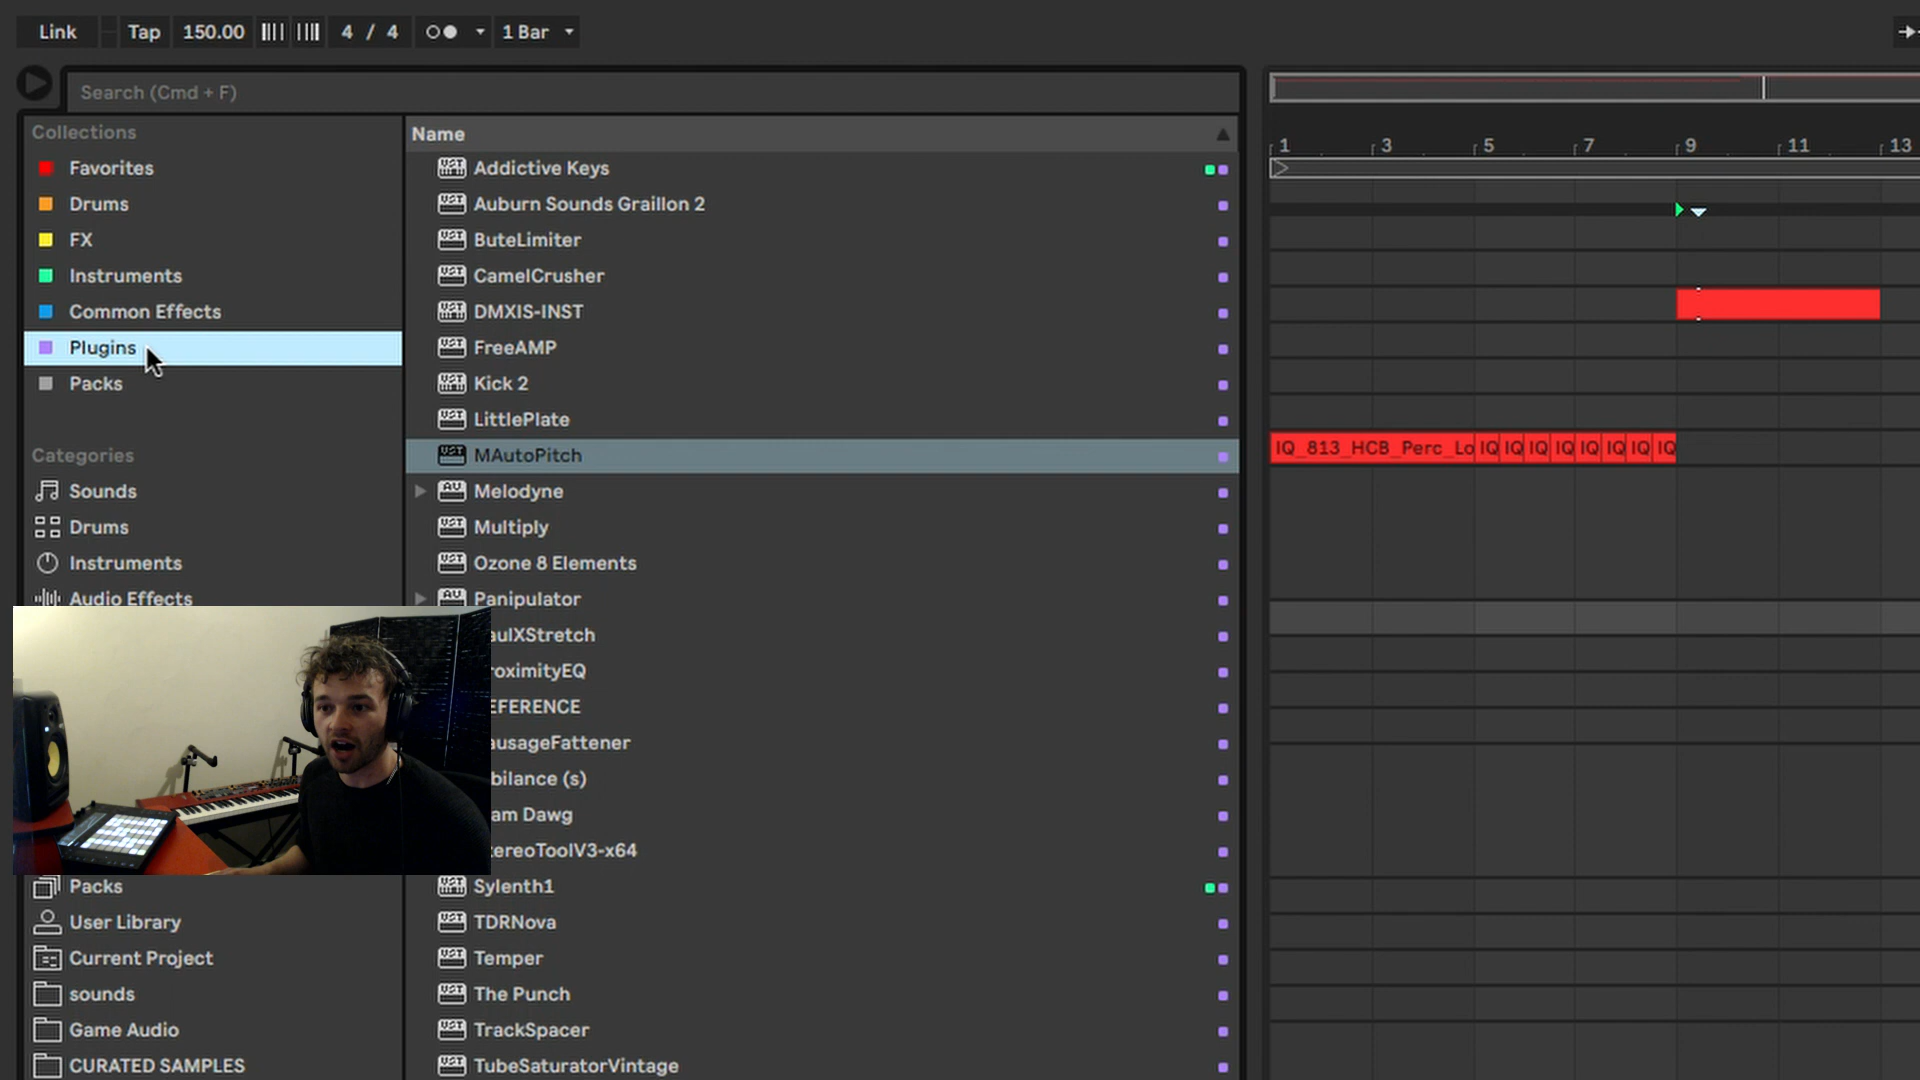 Link Tap 150.00 4 / 4 1 Bar
Search (Cmd + F)
Collections
Favorites
Drums
FX
Instruments
Common Effects
Plugins
Packs
Categories
Sounds
Drums
Instruments
Audio Effects
Packs
User Library
Current Project
sounds
Game Audio
CURATED SAMPLES
Name
Addictive Keys
Auburn Sounds Graillon 2
ButeLimiter
CamelCrusher
DMXIS-INST
FreeAMP
Kick 2
LittlePlate
MAutoPitch
Melodyne
Multiply
Ozone 8 Elements
Panipulator
aulXStretch
roximityEQ
EFERENCE
ausageFattener
bilance (s)
am Dawg
tereoToolV3-x64
Sylenth1
TDRNova
Temper
The Punch
TrackSpacer
TubeSaturatorVintage
1 3 5 7 9 11 13
IQ_813_HCB_Perc_Lo IQ IQ IQ IQ IQ IQ IQ IQ